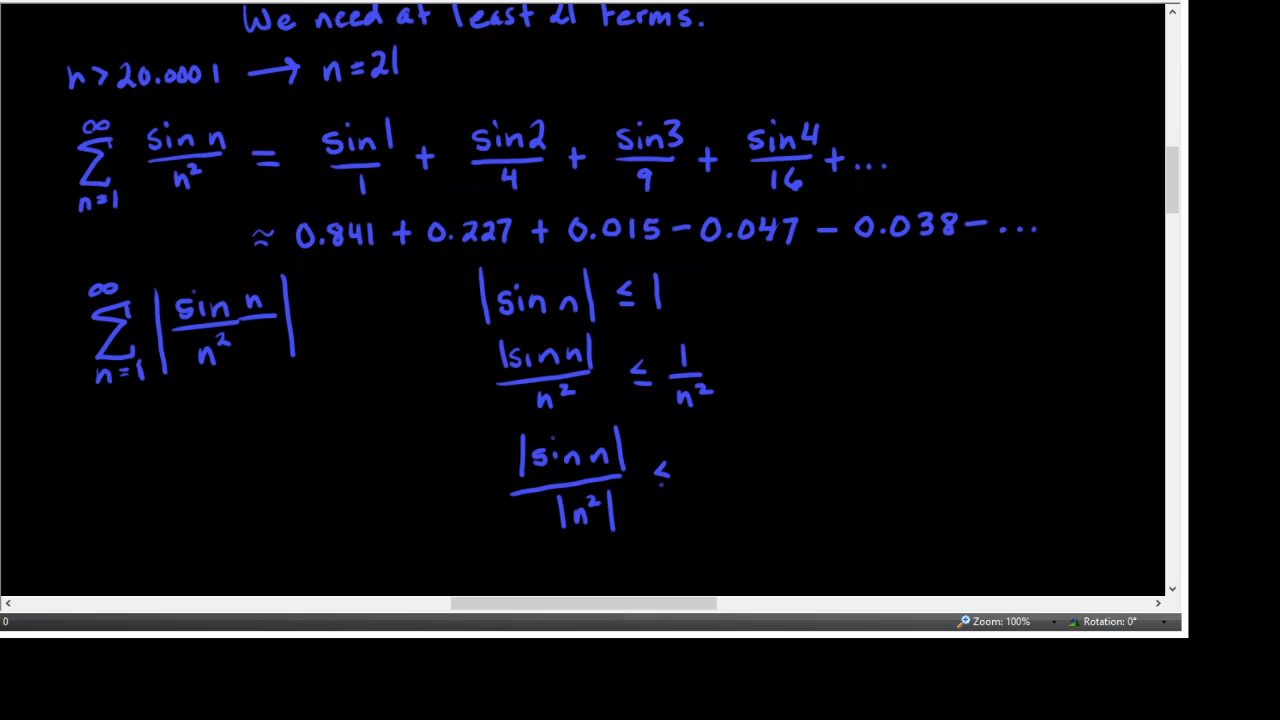 We need at least 21 terms.
n > 20.0001 → n = 21
∞ ∑ n=1 sin n / n² = sin 1 / 1 + sin 2 / 4 + sin 3 / 9 + sin 4 / 16 + ...
≈ 0.841 + 0.227 + 0.015 − 0.047 − 0.038 − ...
∞ ∑ n=1 | sin n / n² |
|sin n| ≤ 1
|sin n| / n² ≤ 1 / n²
|sin n| / |n²| ≤
0
Zoom: 100%
Rotation: 0°